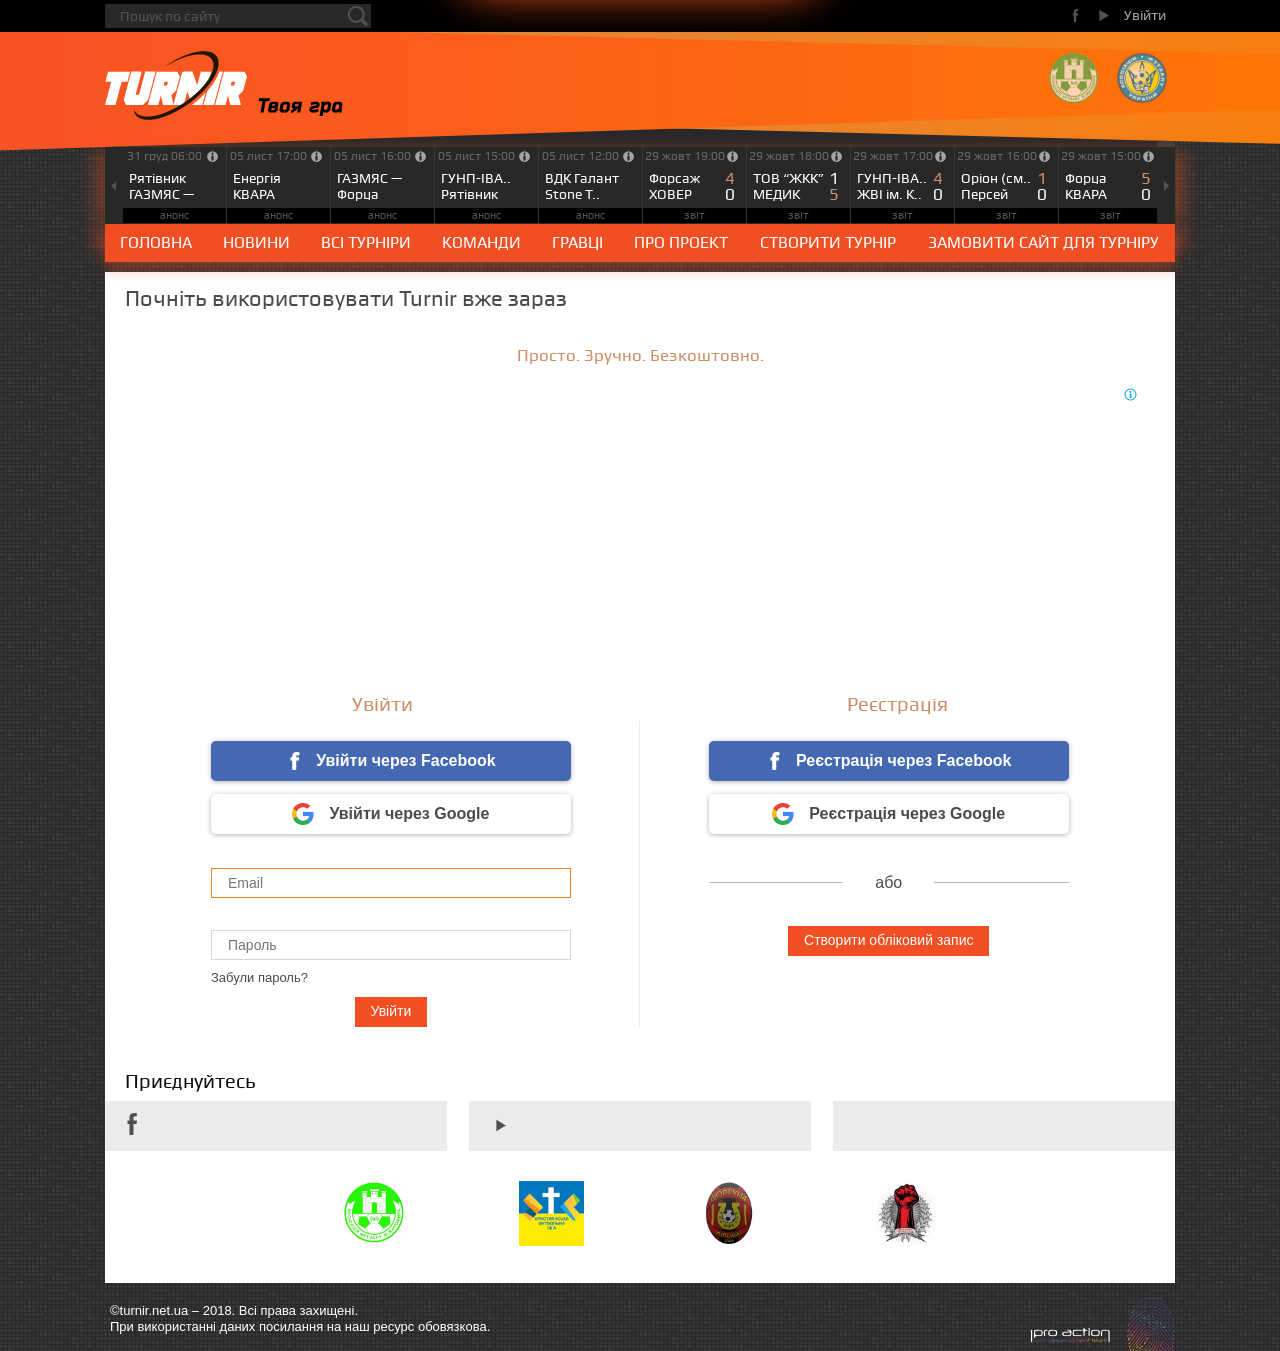 Пошук по сайту
Увійти
TURNIR
Твоя гра
31 груд 06:00
05 лист 17:00
05 лист 16:00
05 лист 15:00
05 лист 12:00
29 жовт 19:00
29 жовт 18:00
29 жовт 17:00
29 жовт 16:00
29 жовт 15:00
Рятівник
ГАЗМЯС —
анонс
Енергія
КВАРА
анонс
ГАЗМЯС —
Форца
анонс
ГУНП-ІВА..
Рятівник
анонс
ВДК Галант
Stone T..
анонс
Форсаж 4
ХОВЕР 0
звіт
ТОВ “ЖКК” 1
МЕДИК 5
звіт
ГУНП-ІВА.. 4
ЖВІ ім. К.. 0
звіт
Оріон (см.. 1
Персей 0
звіт
Форца 5
КВАРА 0
звіт
ГОЛОВНА НОВИНИ ВСІ ТУРНІРИ КОМАНДИ ГРАВЦІ ПРО ПРОЕКТ СТВОРИТИ ТУРНІР ЗАМОВИТИ САЙТ ДЛЯ ТУРНІРУ
Почніть використовувати Turnir вже зараз
Просто. Зручно. Безкоштовно.
Увійти
Увійти через Facebook
Увійти через Google
Email
Пароль
Забули пароль?
Увійти
Реєстрація
Реєстрація через Facebook
Реєстрація через Google
або
Створити обліковий запис
Приєднуйтесь
©turnir.net.ua – 2018. Всі права захищені.
При використанні даних посилання на наш ресурс обовязкова.
pro action